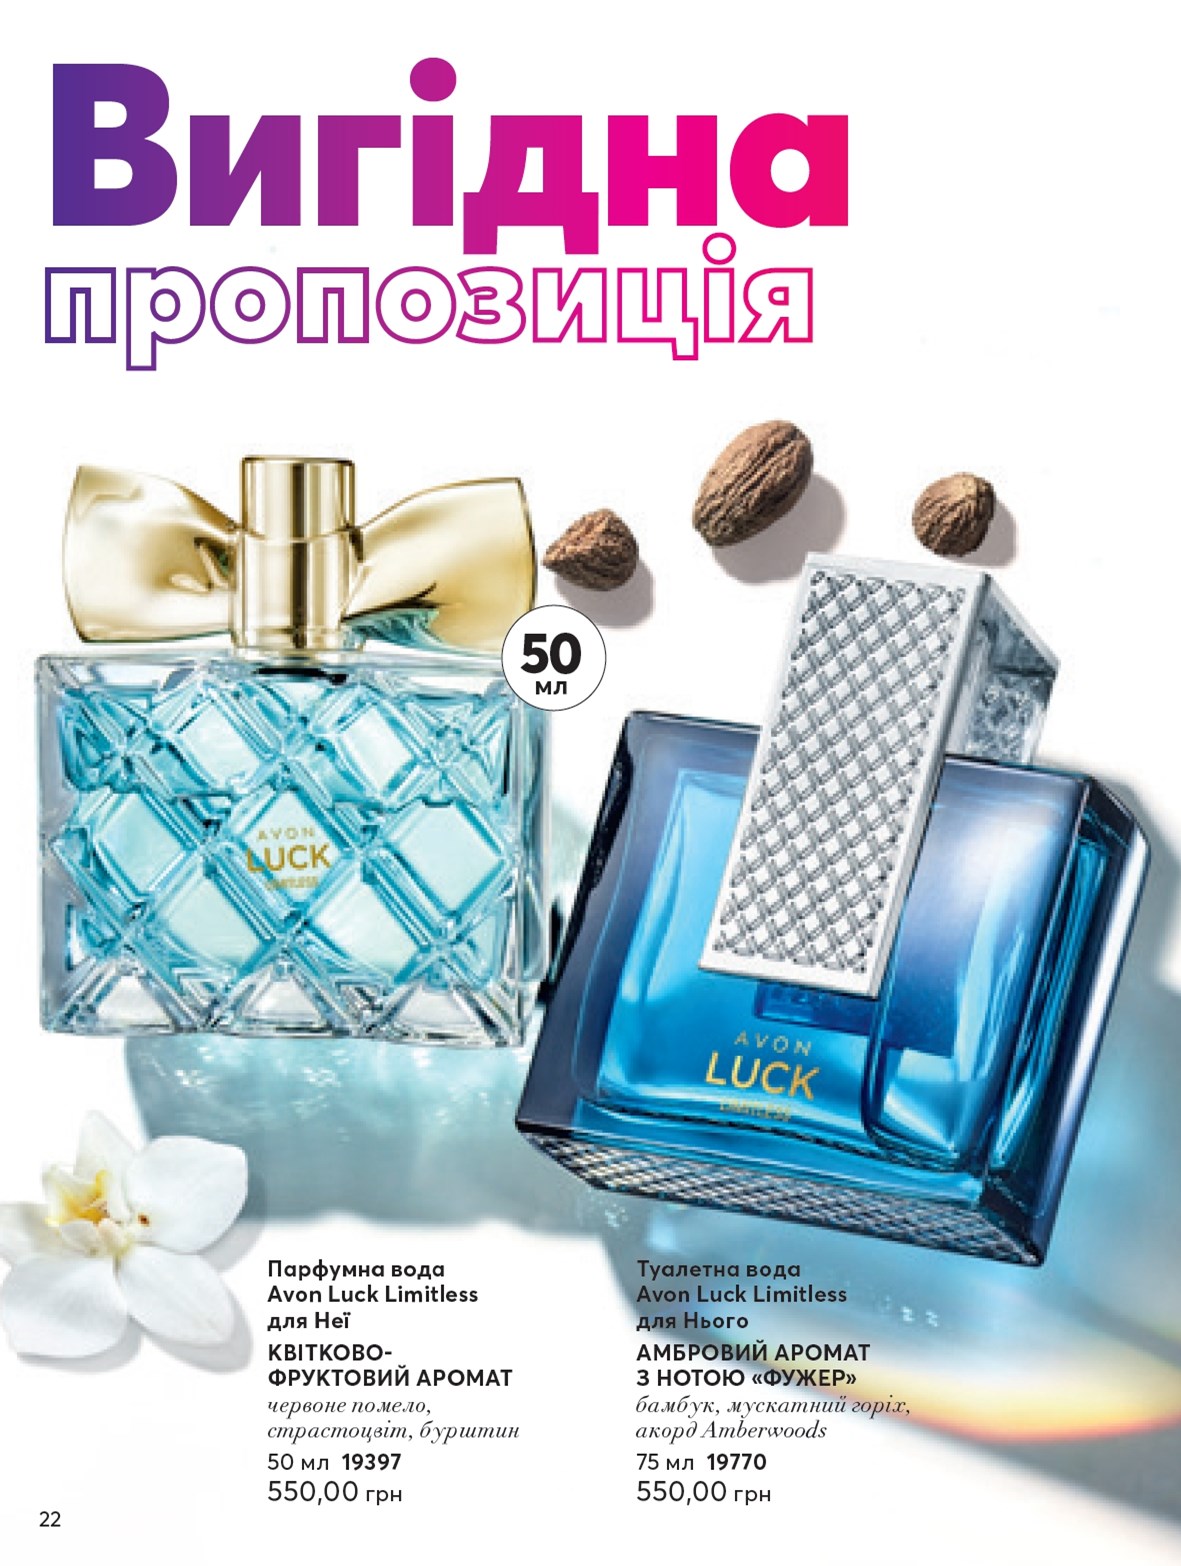 Вигідна
пропозиція
50
мл
AVON
LUCK
LIMITLESS
AVON
LUCK
LIMITLESS
Парфумна вода
Avon Luck Limitless
для Неї
КВІТКОВО-
ФРУКТОВИЙ АРОМАТ
червоне помело,
страстоцвіт, бурштин
50 мл 19397
550,00 грн
Туалетна вода
Avon Luck Limitless
для Нього
АМБРОВИЙ АРОМАТ
З НОТОЮ «ФУЖЕР»
бамбук, мускатний горіх,
акорд Amberwoods
75 мл 19770
550,00 грн
22